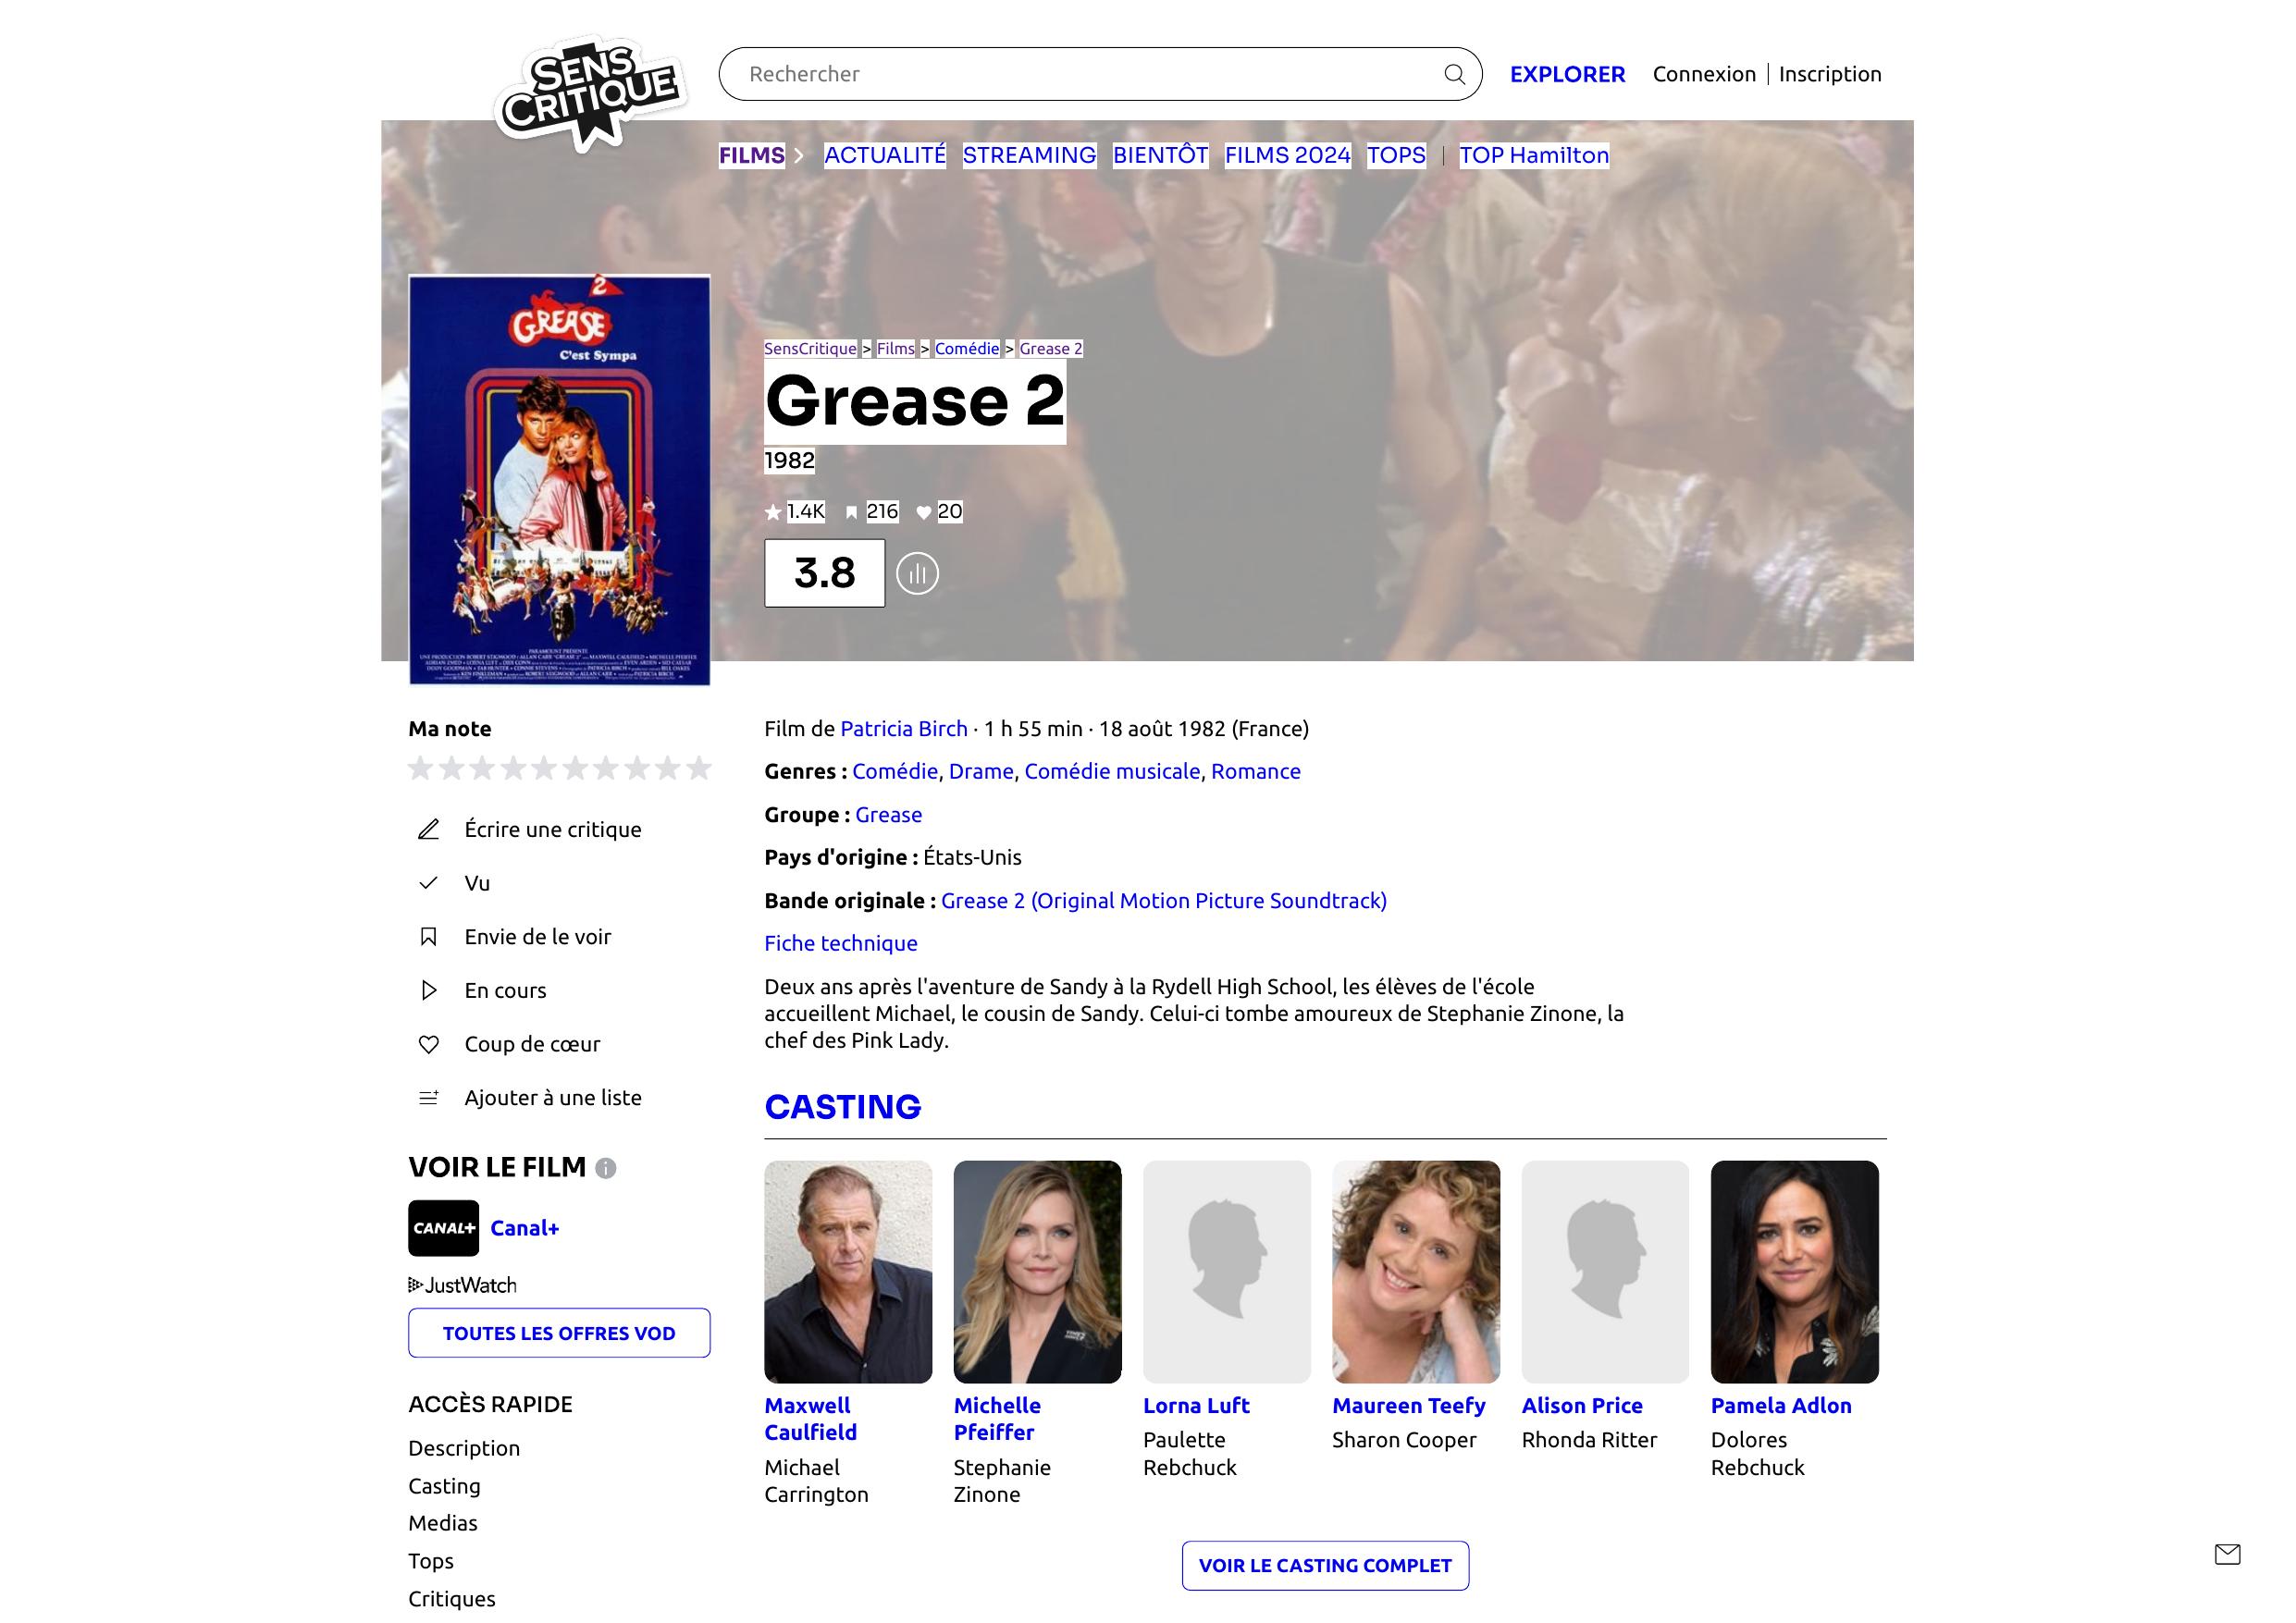 SENS
CRITIQUE
Rechercher
EXPLORER
Connexion
Inscription
FILMS
ACTUALITÉ
STREAMING
BIENTÔT
FILMS 2024
TOPS
TOP Hamilton
2
GREASE
C'est Sympa
SensCritique > Films > Comédie > Grease 2
Grease 2
1982
1.4K
216
20
3.8
PARAMOUNT PRÉSENTE
Ma note
Écrire une critique
Vu
Envie de le voir
En cours
Coup de cœur
Ajouter à une liste
VOIR LE FILM
CANAL+
Canal+
JustWatch
TOUTES LES OFFRES VOD
ACCÈS RAPIDE
Description
Casting
Medias
Tops
Critiques
Film de Patricia Birch · 1 h 55 min · 18 août 1982 (France)
Genres : Comédie, Drame, Comédie musicale, Romance
Groupe : Grease
Pays d'origine : États-Unis
Bande originale : Grease 2 (Original Motion Picture Soundtrack)
Fiche technique
Deux ans après l'aventure de Sandy à la Rydell High School, les élèves de l'école
accueillent Michael, le cousin de Sandy. Celui-ci tombe amoureux de Stephanie Zinone, la
chef des Pink Lady.
CASTING
Maxwell
Caulfield
Michael
Carrington
Michelle
Pfeiffer
Stephanie
Zinone
Lorna Luft
Paulette
Rebchuck
Maureen Teefy
Sharon Cooper
Alison Price
Rhonda Ritter
Pamela Adlon
Dolores
Rebchuck
VOIR LE CASTING COMPLET